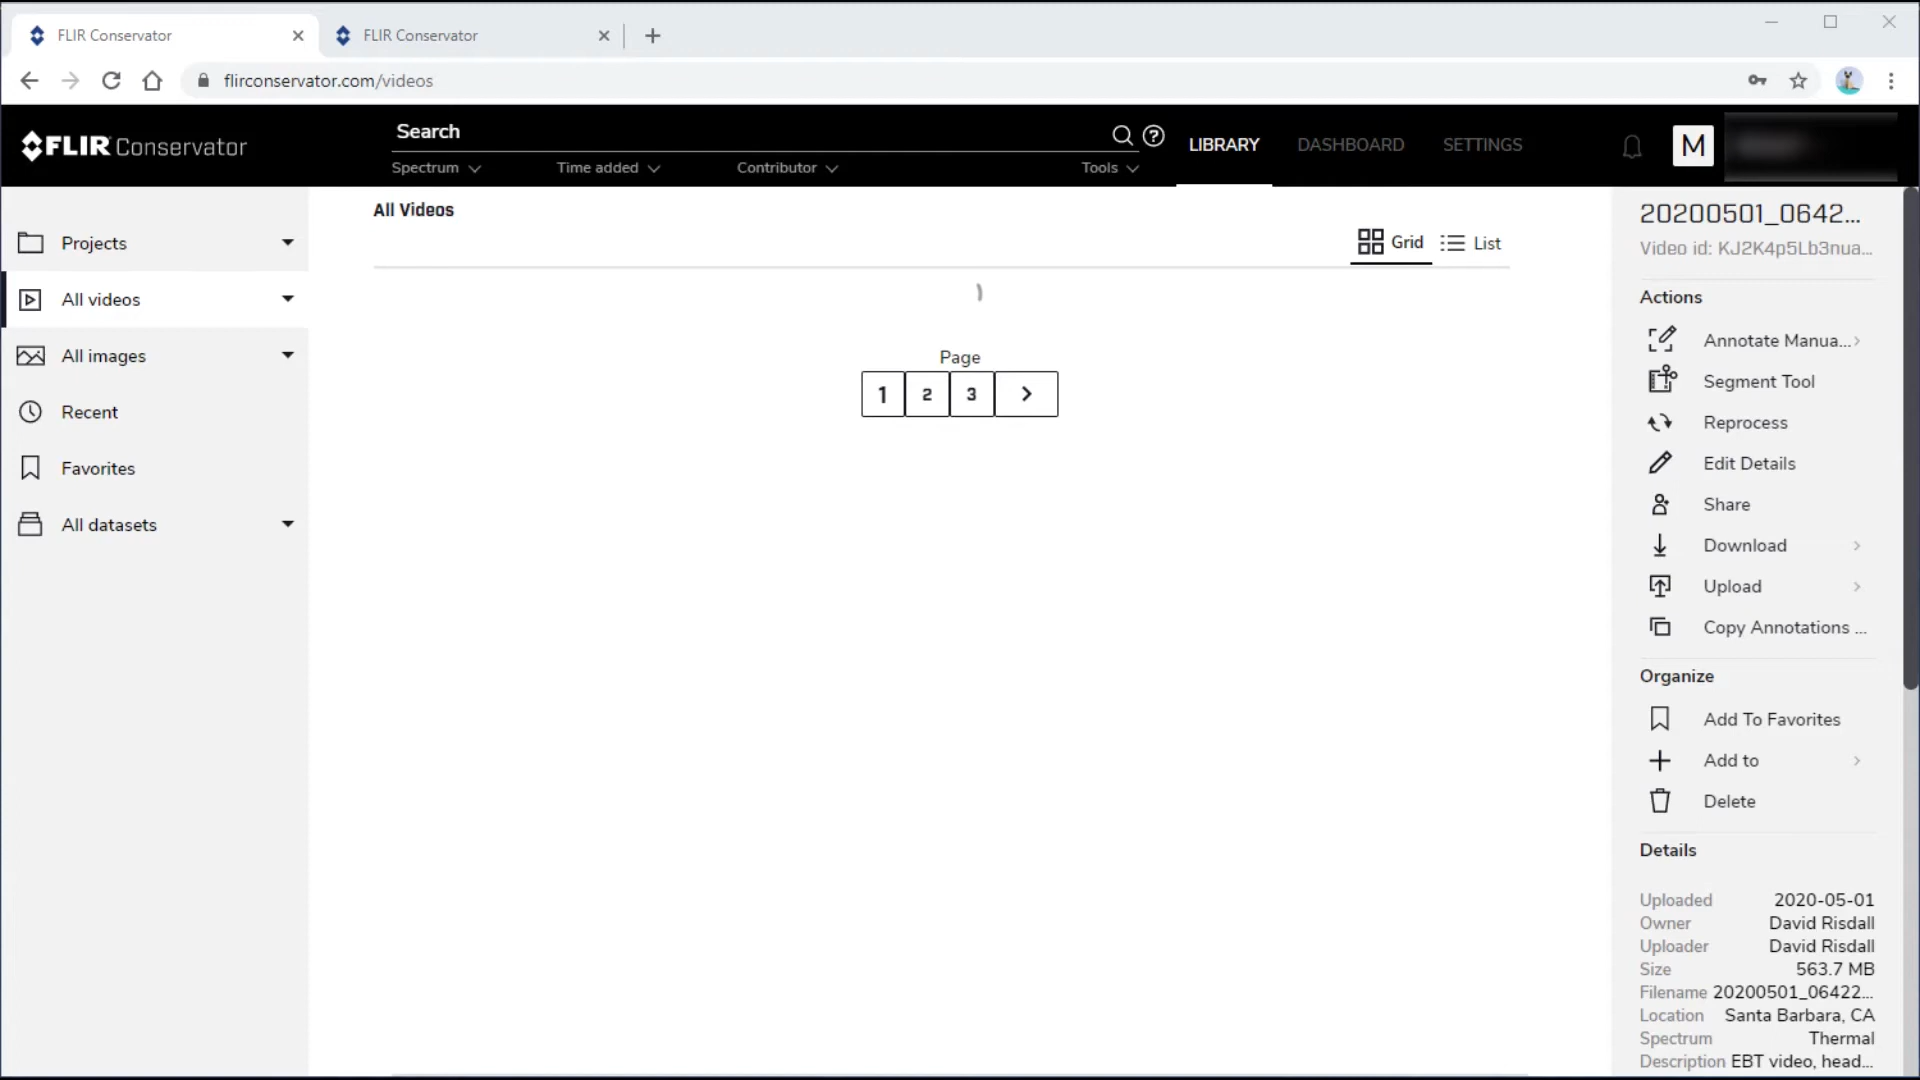 FLIR Conservator
FLIR Conservator
flirconservator.com/videos
FLIR Conservator
Search
Spectrum
Time added
Contributor
Tools
LIBRARY
DASHBOARD
SETTINGS
M
Projects
All videos
All images
Recent
Favorites
All datasets
All Videos
Grid
List
Page
1 2 3
20200501_0642...
Video id: KJ2K4p5Lb3nua...
Actions
Annotate Manua...
Segment Tool
Reprocess
Edit Details
Share
Download
Upload
Copy Annotations ...
Organize
Add To Favorites
Add to
Delete
Details
Uploaded 2020-05-01
Owner David Risdall
Uploader David Risdall
Size 563.7 MB
Filename 20200501_06422...
Location Santa Barbara, CA
Spectrum Thermal
Description EBT video, head...